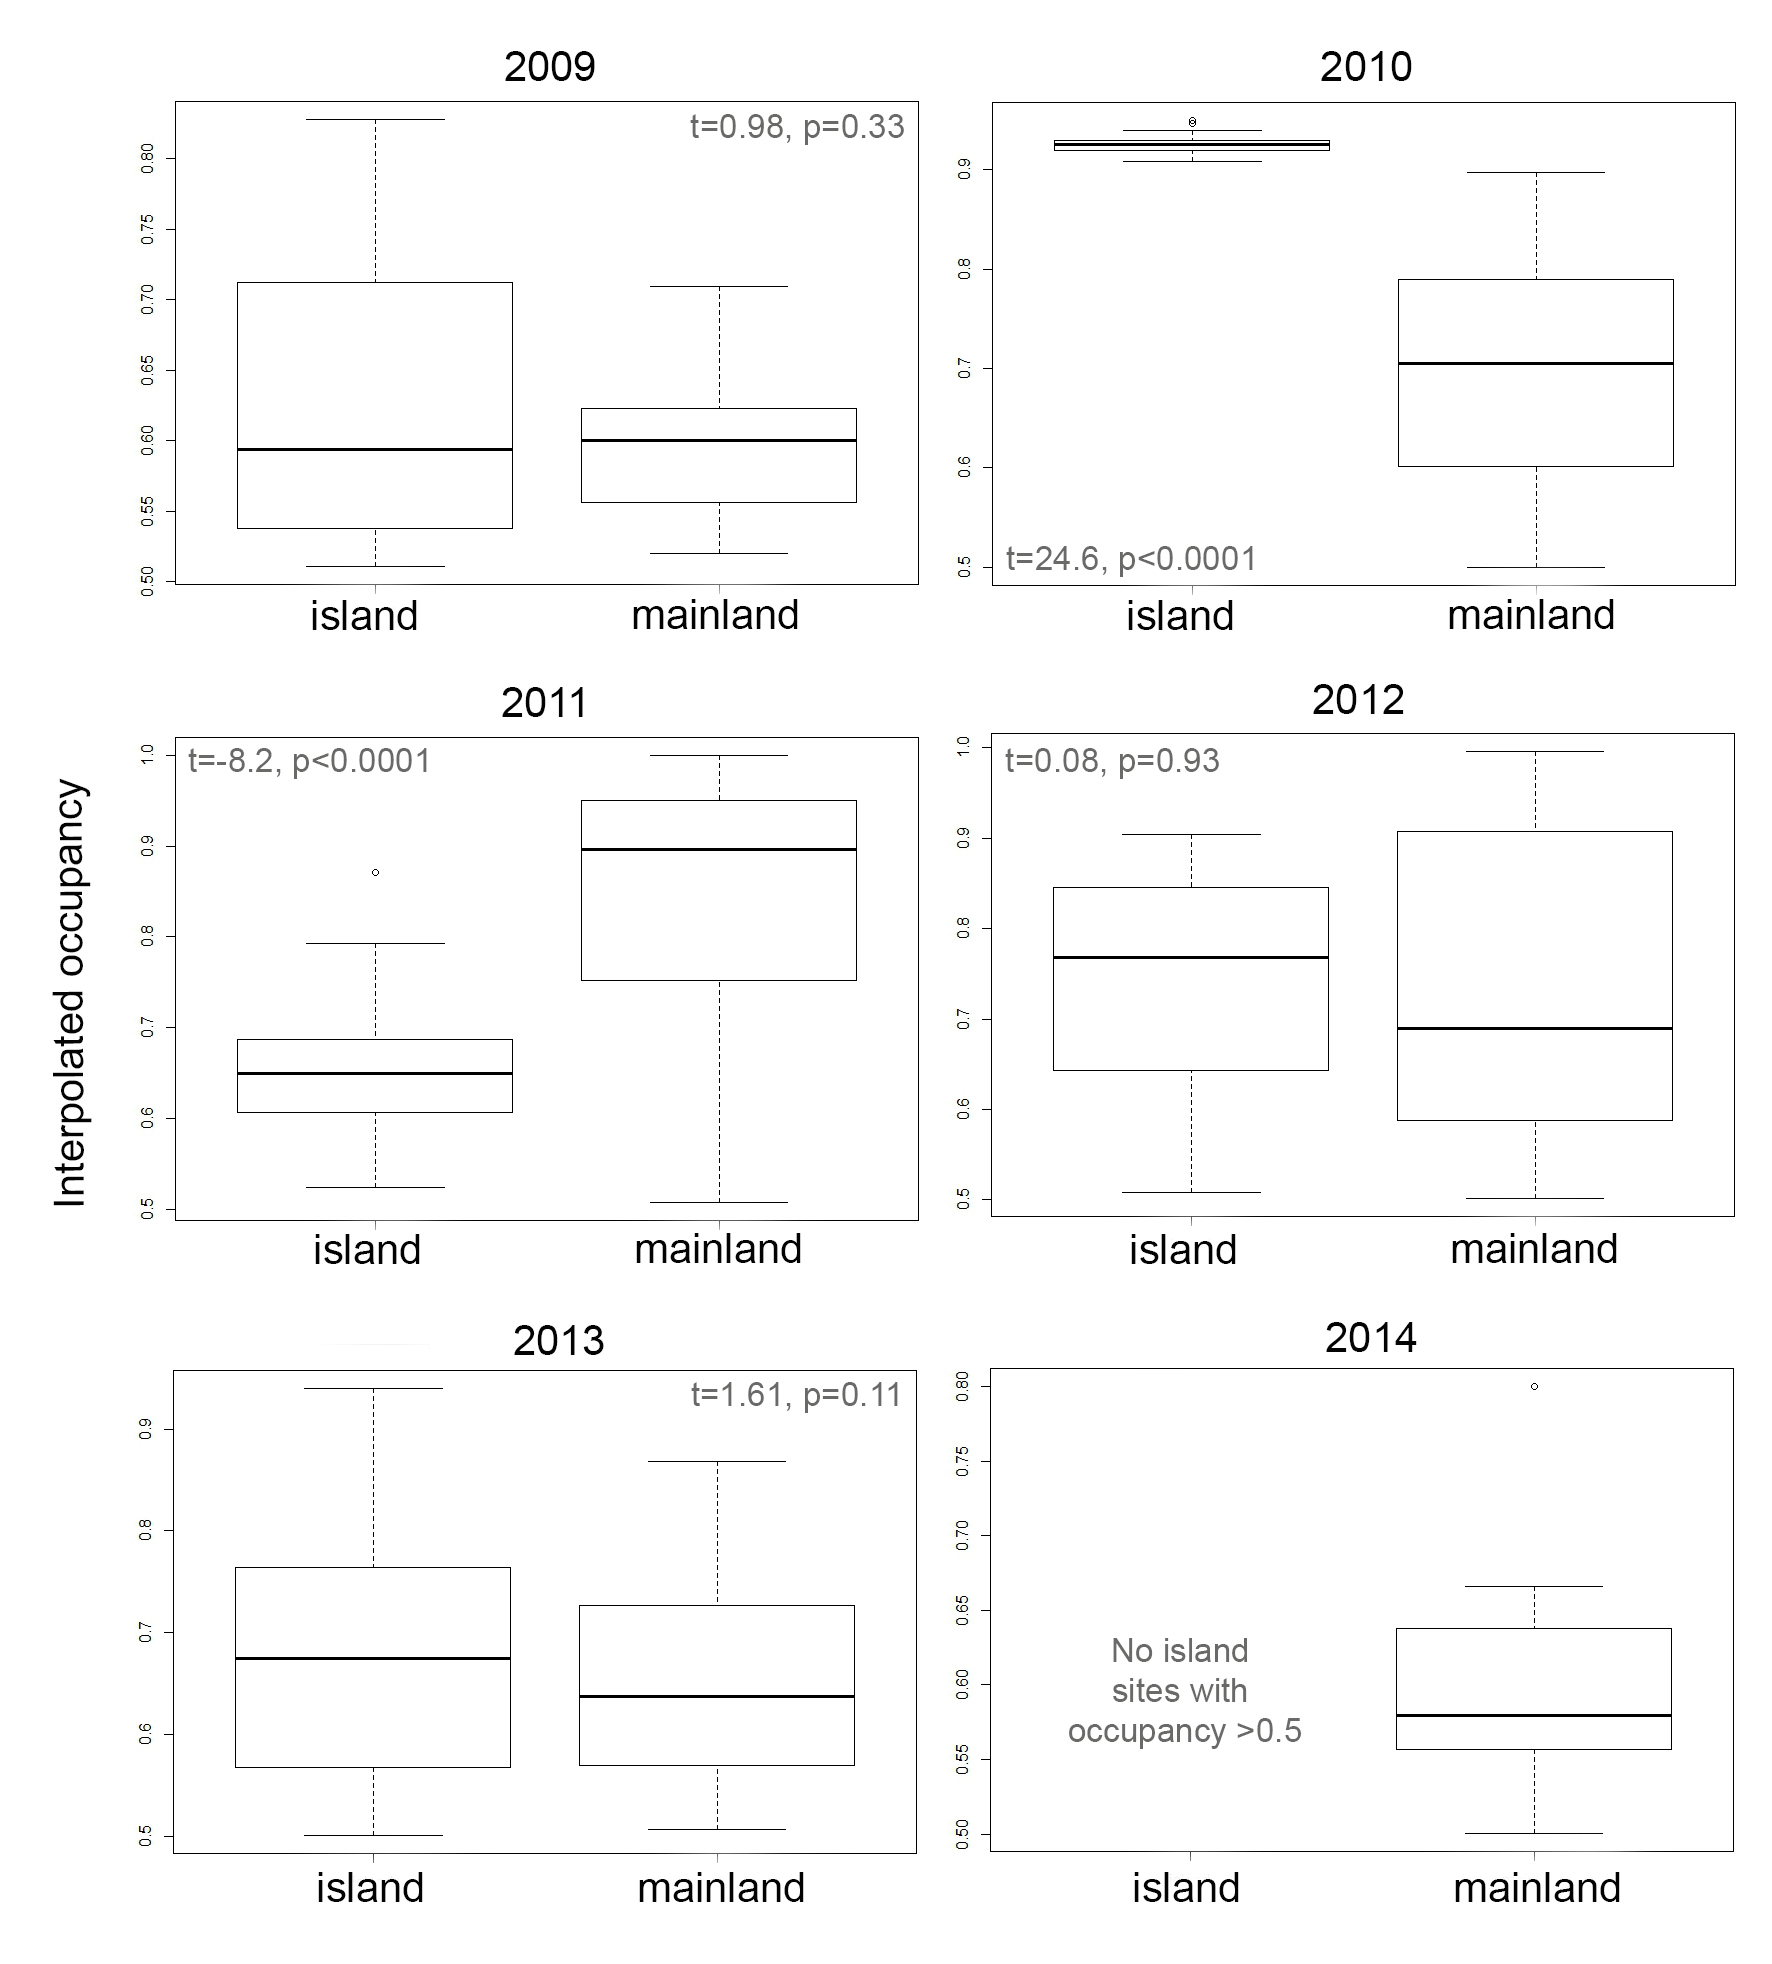 2009
t=0.98, p=0.33
0.80
0.75
0.70
0.65
0.60
0.55
0.50
island mainland
2010
0.9
0.8
0.7
0.6
0.5
t=24.6, p<0.0001
island mainland
Interpolated occupancy
2011
t=-8.2, p<0.0001
1.0
0.9
0.8
0.7
0.6
0.5
island mainland
2012
t=0.08, p=0.93
1.0
0.9
0.8
0.7
0.6
0.5
island mainland
2013
t=1.61, p=0.11
0.9
0.8
0.7
0.6
0.5
island mainland
2014
0.80
0.75
0.70
0.65
0.60
0.55
0.50
No island
sites with
occupancy >0.5
island mainland